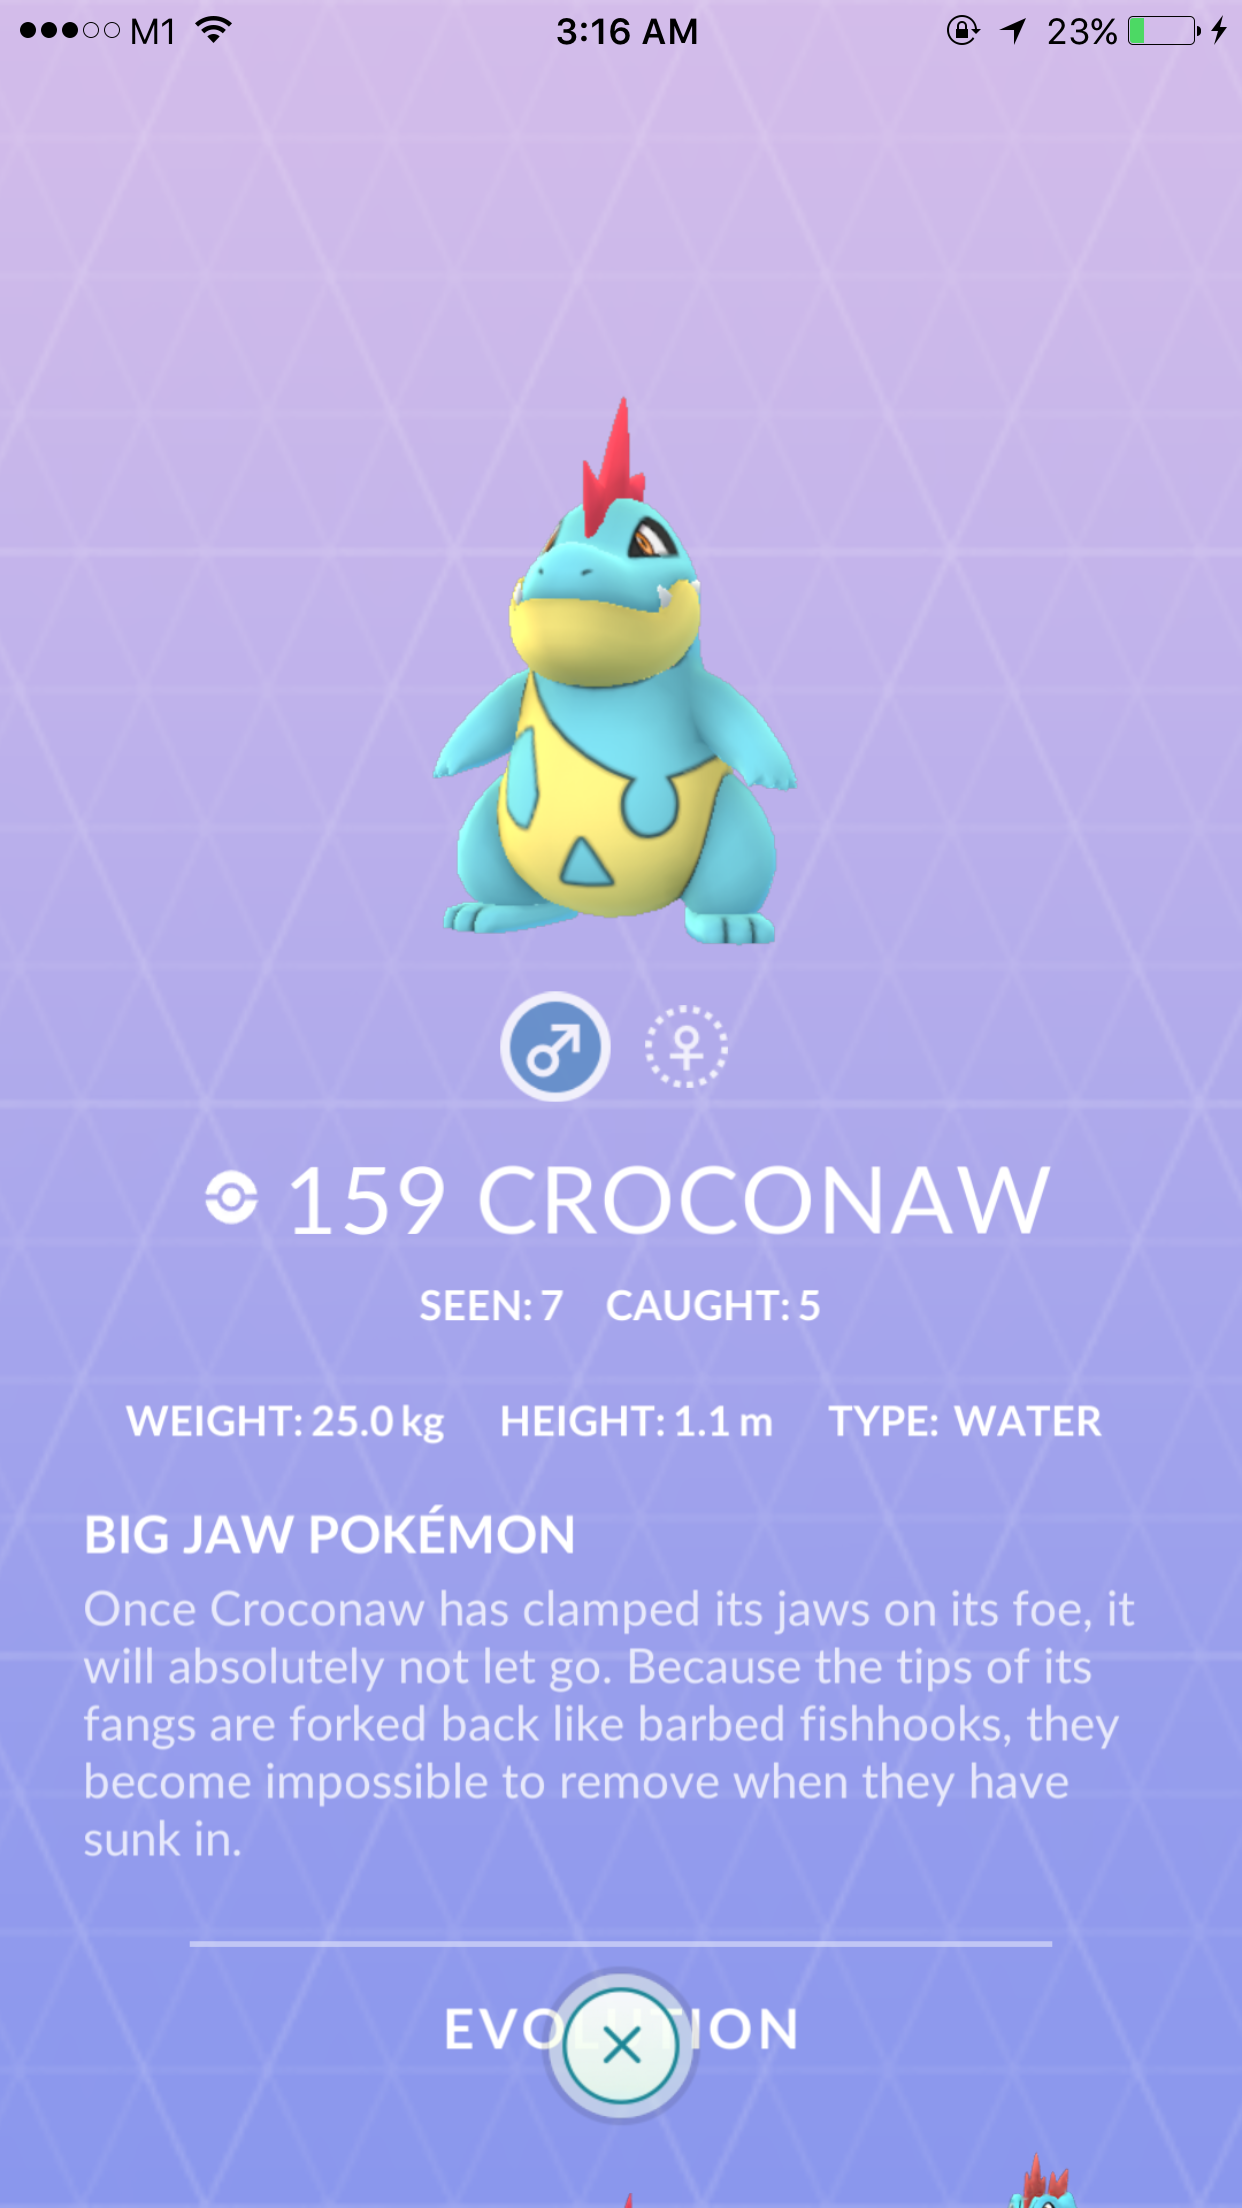 M1 3:16 AM 23%
159 CROCONAW
SEEN: 7 CAUGHT: 5
WEIGHT: 25.0 kg HEIGHT: 1.1 m TYPE: WATER
BIG JAW POKÉMON
Once Croconaw has clamped its jaws on its foe, it
will absolutely not let go. Because the tips of its
fangs are forked back like barbed fishhooks, they
become impossible to remove when they have
sunk in.
EVOLUTION